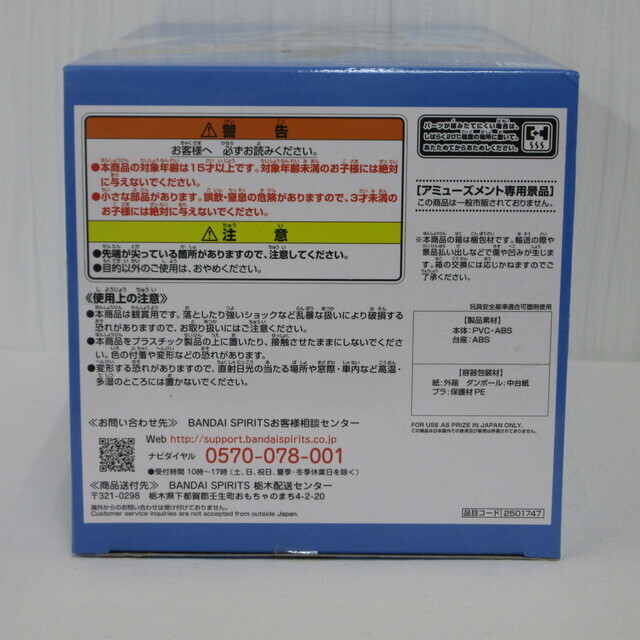 警告
お客様へ 必ずお読みください。
●本商品の対象年齢は15才以上です。対象年齢未満のお子様には絶対
に与えないでください。
●小さな部品があります。誤飲・窒息の危険がありますので、3才未満の
お子様には絶対に与えないでください。
注意
●先端が尖っている箇所がありますので、注意してください。
●目的以外のご使用は、おやめください。
《使用上の注意》
●本商品は観賞用です。落としたり強いショックなど乱暴な扱いにより破損する
恐れがありますので、お取り扱いにはご注意ください。
●本商品をプラスチック製品の上に置いたり、接触させたままにしないでくださ
い。色の付着や変形などの恐れがあります。
●変形する恐れがありますので、直射日光の当たる場所や窓際・車内など高温・
多湿のところには置かないでください。
≪お問い合わせ先≫ BANDAI SPIRITSお客様相談センター
Web http://support.bandaispirits.co.jp
ナビダイヤル 0570-078-001
●受付時間 10時〜17時(土、日、祝日、夏季・冬季休業日を除く)
≪商品送付先≫ BANDAI SPIRITS 栃木配送センター
〒321-0298 栃木県下都賀郡壬生町おもちゃのまち4-2-20
海外からのお問い合わせは受け付けておりません。
Customer service inquiries are not accepted from outside Japan.
パーツが組みたてにくい場合は、
しばらく20℃程度の場所に置いて、
あたためてからおためしください。
[アミューズメント専用景品]
この商品は一般市販されておりません。
※本商品の箱は梱包材です。輸送の際や
景品払い出しなどで傷や凹みが生じま
す。箱の交換には応じかねますのでご
了承ください。
玩具安全基準適合可塑剤使用
【製品素材】
本体:PVC・ABS
台座:ABS
【容器包装材】
紙:外箱 ダンボール:中台紙
プラ:保護材 PE
FOR USE AS PRIZE IN JAPAN ONLY.
この商品は日本国外での使用及び販売は許可されておりません。
品目コード 2501747